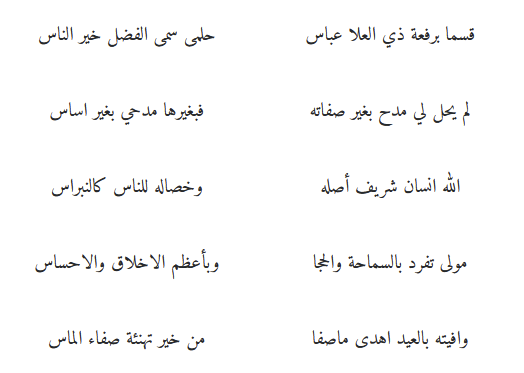 قسما برفعة ذي العلا عباس حلمى سمى الفضل خير الناس
لم يحل لي مدح بغير صفاته فبغيرها مدحي بغير اساس
الله انسان شريف أصله وخصاله للناس كالنبراس
مولى تفرد بالسماحة والحجا وبأعظم الاخلاق والاحساس
وافيته بالعيد اهدى ماصفا من خير تهنئة صفاء الماس